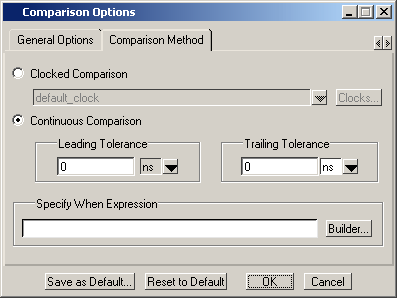 Comparison Options
General Options Comparison Method
Clocked Comparison
default_clock Clocks...
Continuous Comparison
Leading Tolerance Trailing Tolerance
0 ns 0 ns
Specify When Expression
Builder...
Save as Default... Reset to Default OK Cancel